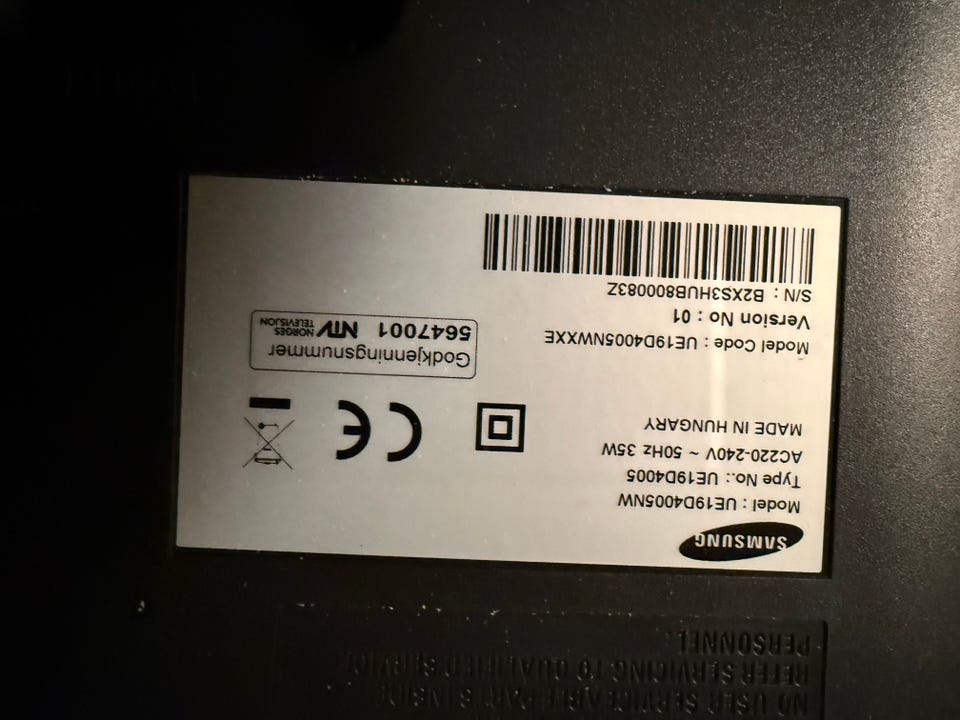 SAMSUNG
Model : UE19D4005NW
Type No.: UE19D4005
AC220-240V ~ 50Hz 35W
MADE IN HUNGARY
Model Code : UE19D4005NWXXE
Version No : 01
S/N : B2XS3HUB800083Z
CE
Godkjenningsnummer
5647001 NTV NORGES
TELEVISJON
NO USER SERVICEABLE PARTS INSIDE
REFER SERVICING TO QUALIFIED SERVICE
PERSONNEL